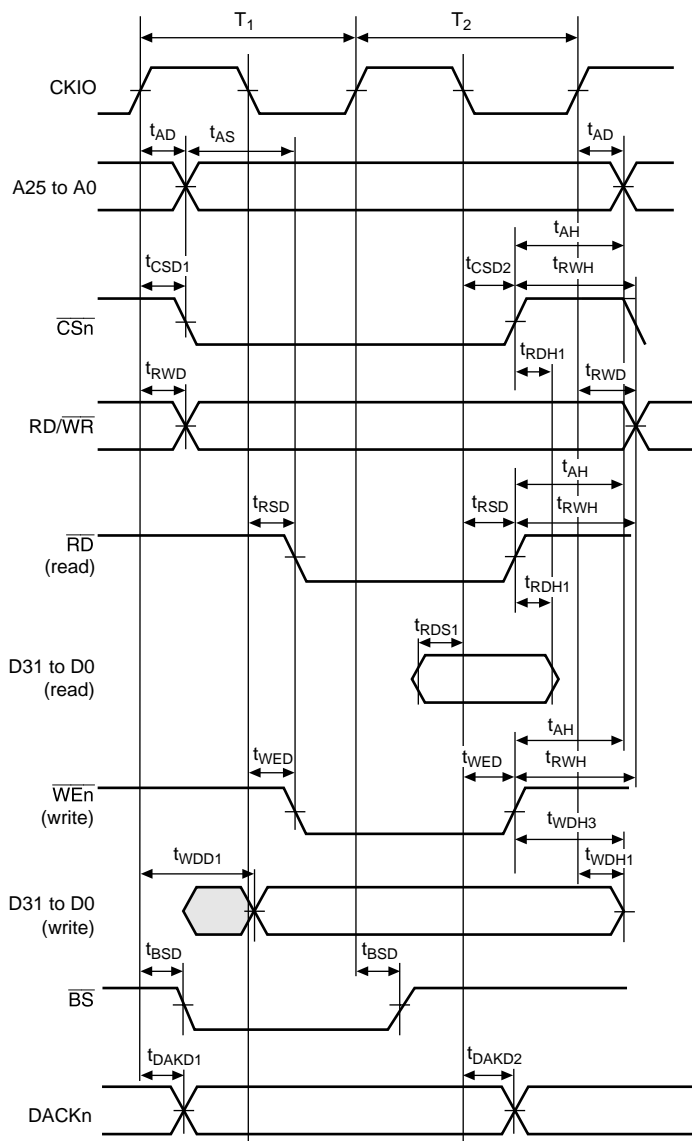 T1 T2
CKIO
tAD tAS tAD
A25 to A0
tAH
tCSD1 tCSD2 tRWH
CSn
tRDH1
tRWD tRWD
RD/WR
tAH
tRSD tRSD tRWH
RD
(read)
tRDH1
tRDS1
D31 to D0
(read)
tAH
tWED tWED tRWH
WEn
(write)
tWDH3
tWDD1 tWDH1
D31 to D0
(write)
tBSD tBSD
BS
tDAKD1 tDAKD2
DACKn